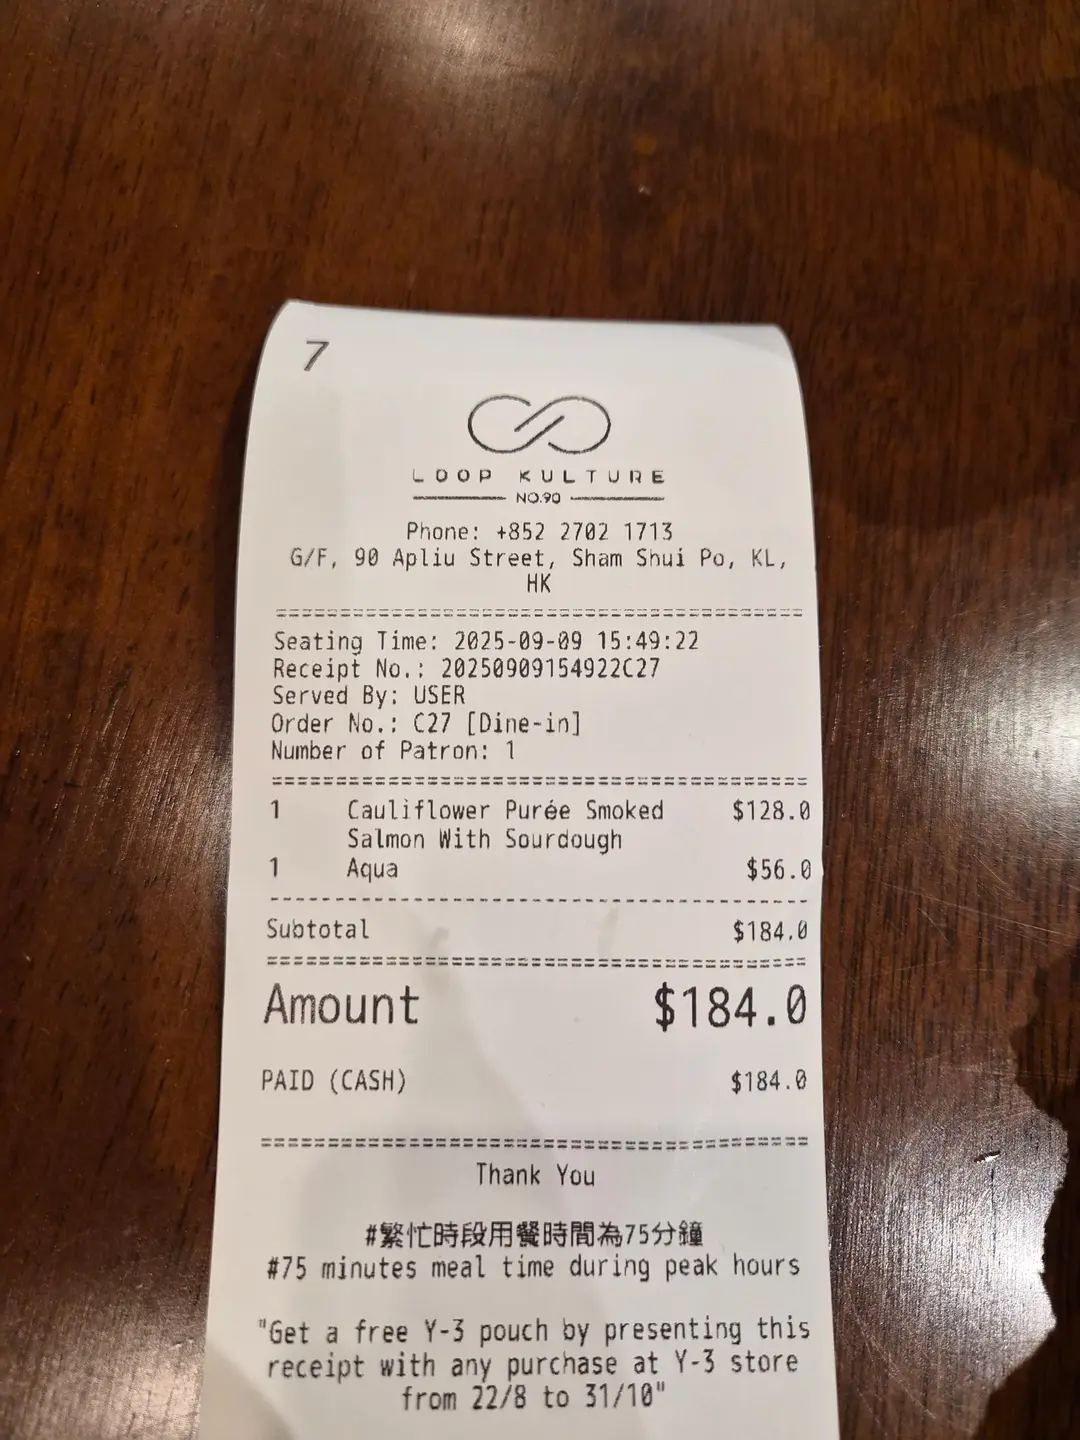 7
LOOP KULTURE
NO.90
Phone: +852 2702 1713
G/F, 90 Apliu Street, Sham Shui Po, KL,
HK
Seating Time: 2025-09-09 15:49:22
Receipt No.: 20250909154922C27
Served By: USER
Order No.: C27 [Dine-in]
Number of Patron: 1
1 Cauliflower Purée Smoked $128.0
Salmon With Sourdough
1 Aqua $56.0
Subtotal $184.0
Amount $184.0
PAID (CASH) $184.0
Thank You
#繁忙時段用餐時間為75分鐘
#75 minutes meal time during peak hours
"Get a free Y-3 pouch by presenting this
receipt with any purchase at Y-3 store
from 22/8 to 31/10"